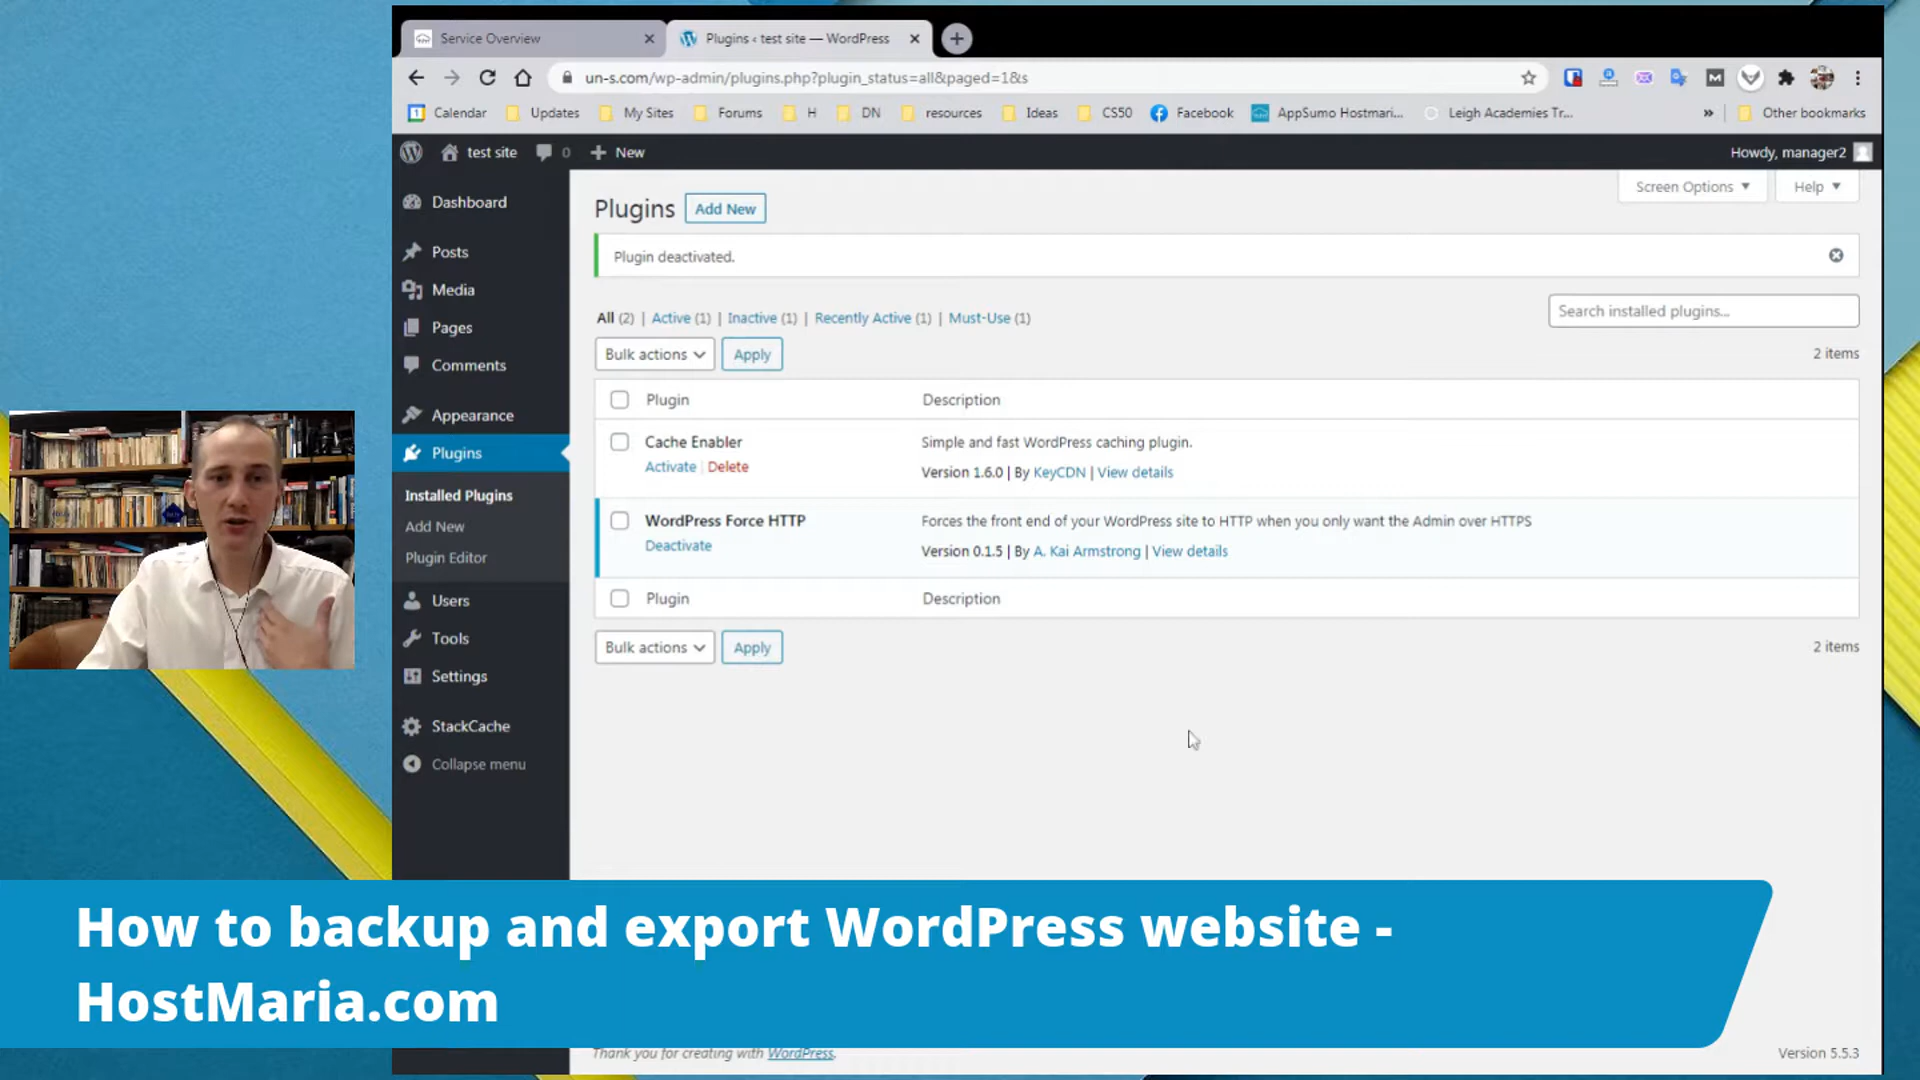 Service Overview
Plugins ‹ test site — WordPress
un-s.com/wp-admin/plugins.php?plugin_status=all&paged=1&s
Calendar Updates My Sites Forums H DN resources Ideas CS50 Facebook AppSumo Hostmari... Leigh Academies Tr... » Other bookmarks
test site 0 + New Howdy, manager2
Screen Options ▼ Help ▼
Dashboard
Posts
Media
Pages
Comments
Appearance
Plugins
Installed Plugins
Add New
Plugin Editor
Users
Tools
Settings
StackCache
Collapse menu
Plugins Add New
Plugin deactivated.
All (2) | Active (1) | Inactive (1) | Recently Active (1) | Must-Use (1)
Search installed plugins...
Bulk actions Apply 2 items
Plugin Description
Cache Enabler Simple and fast WordPress caching plugin.
Activate | Delete Version 1.6.0 | By KeyCDN | View details
WordPress Force HTTP Forces the front end of your WordPress site to HTTP when you only want the Admin over HTTPS
Deactivate Version 0.1.5 | By A. Kai Armstrong | View details
Plugin Description
Bulk actions Apply 2 items
How to backup and export WordPress website -
HostMaria.com
Thank you for creating with WordPress. Version 5.5.3